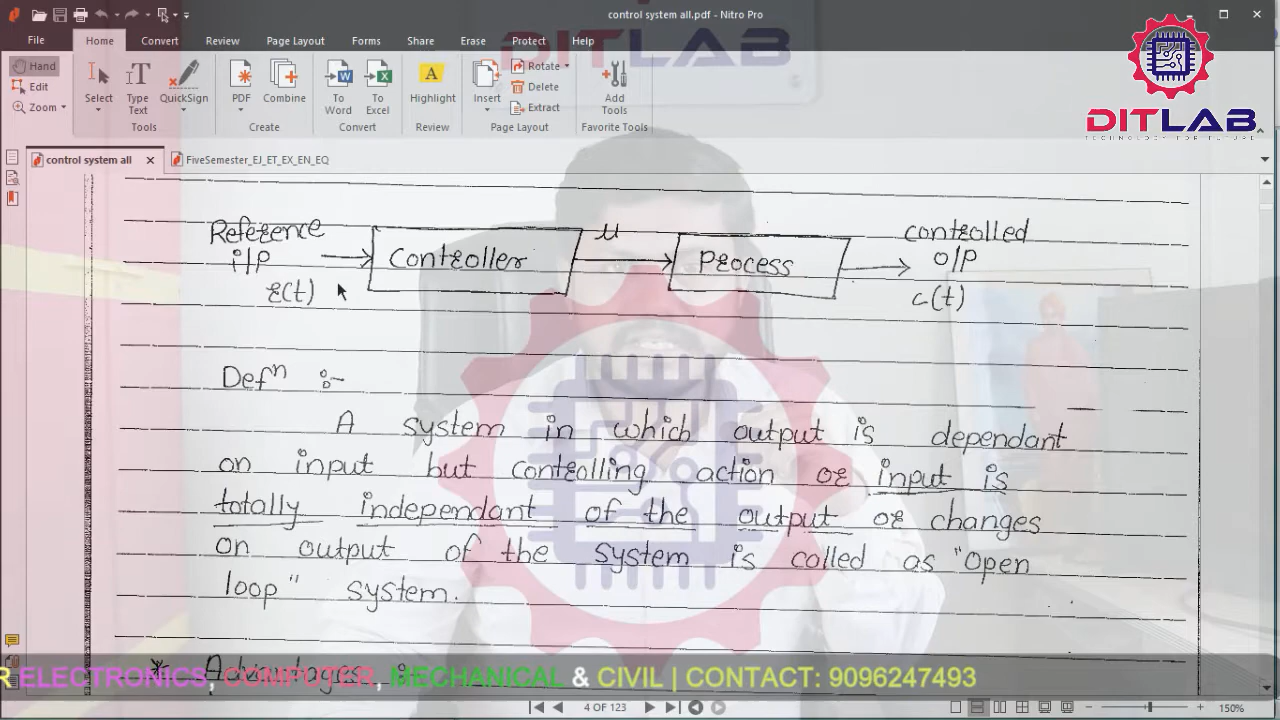 control system all.pdf - Nitro Pro
File Home Convert Review Page Layout Forms Share Erase Protect Help
Hand
Edit
Zoom
Select
Type Text
QuickSign
Tools
PDF
Combine
Create
To Word
To Excel
Convert
Highlight
Review
Insert
Rotate
Delete
Extract
Page Layout
Add Tools
Favorite Tools
DITLAB
DITLAB
TECHNOLOGY FOR FUTURE
control system all
FiveSemester_EJ_ET_EX_EN_EQ
Reference i/p r(t)
Controller
u
Process
controlled o/p c(t)
Defⁿ :-
A system in which output is dependant
on input but controlling action or input is
totally independant of the output or changes
on output of the system is called as "Open
loop" system.
* Advantages :
R ELECTRONICS, COMPUTER, MECHANICAL & CIVIL | CONTACT: 9096247493
4 OF 123
150%